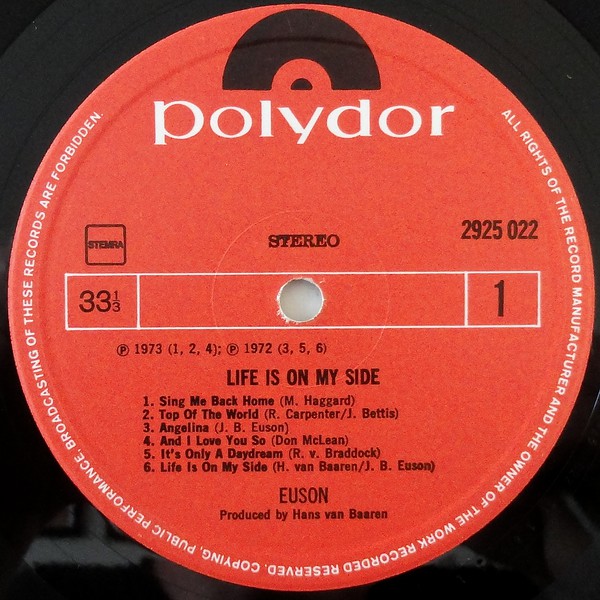 polydor
STEMRA
STEREO
2925 022
33⅓
1
Ⓟ 1973 (1, 2, 4); Ⓟ 1972 (3, 5, 6)
LIFE IS ON MY SIDE
1. Sing Me Back Home (M. Haggard)
2. Top Of The World (R. Carpenter/J. Bettis)
3. Angelina (J. B. Euson)
4. And I Love You So (Don McLean)
5. It's Only A Daydream (R. v. Braddock)
6. Life Is On My Side (H. van Baaren/J. B. Euson)
EUSON
Produced by Hans van Baaren
ALL RIGHTS OF THE RECORD MANUFACTURER AND THE OWNER OF THE WORK RECORDED RESERVED. COPYING, PUBLIC PERFORMANCE, BROADCASTING OF THESE RECORDS ARE FORBIDDEN.